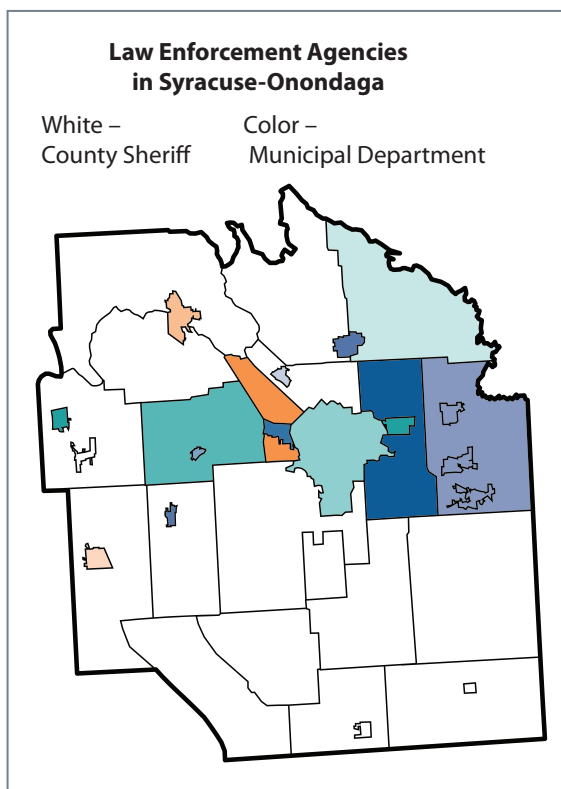 Law Enforcement Agencies
in Syracuse-Onondaga
White –
County Sheriff
Color –
Municipal Department